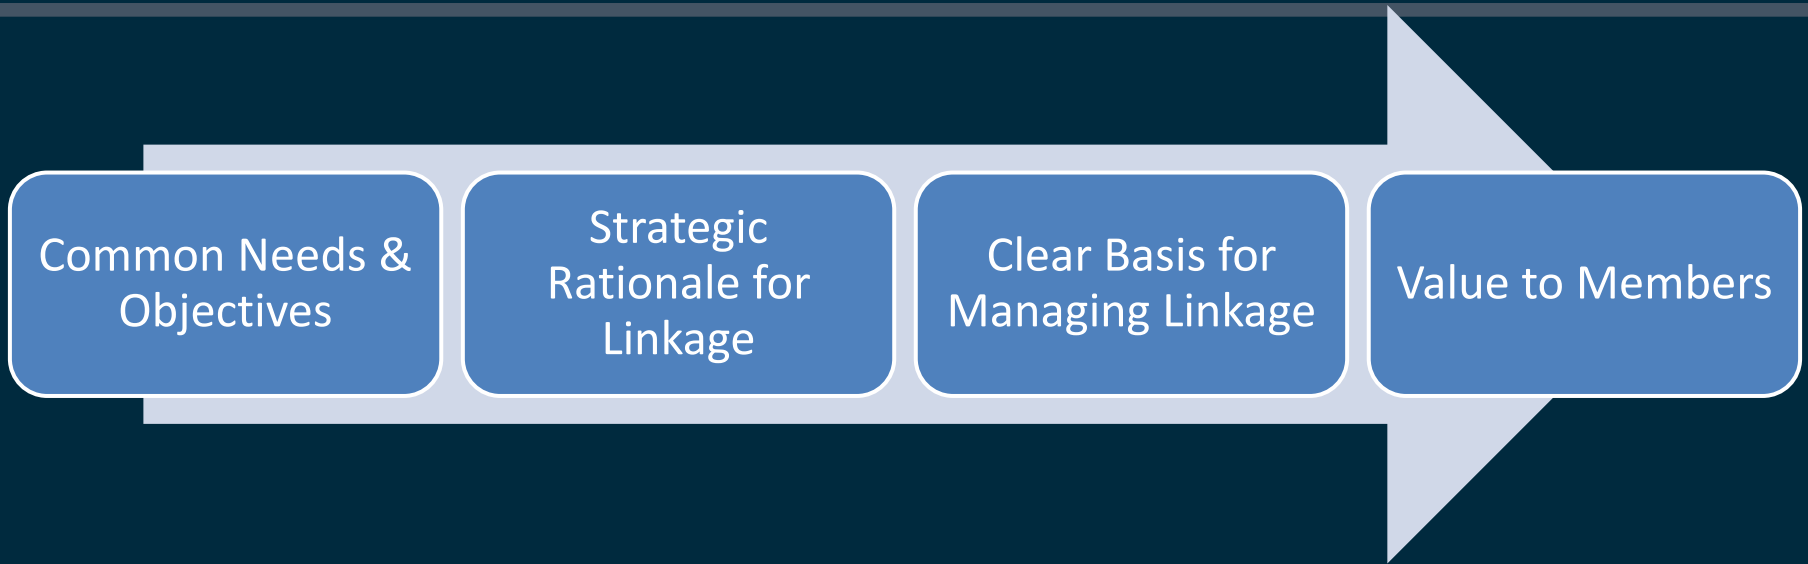 Common Needs &
Objectives
Strategic
Rationale for
Linkage
Clear Basis for
Managing Linkage
Value to Members